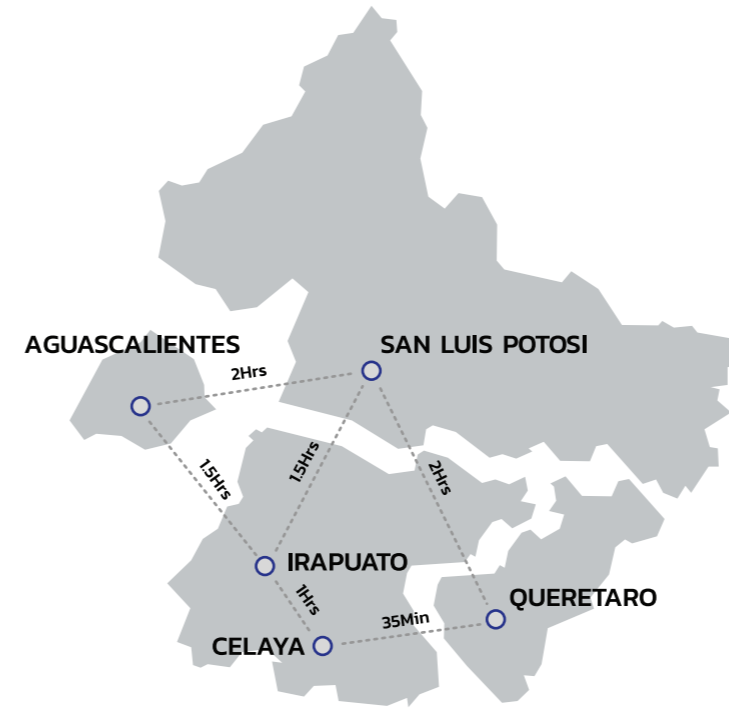 AGUASCALIENTES
SAN LUIS POTOSI
2Hrs
1.5Hrs
1.5Hrs
2Hrs
IRAPUATO
1Hrs
QUERETARO
35Min
CELAYA